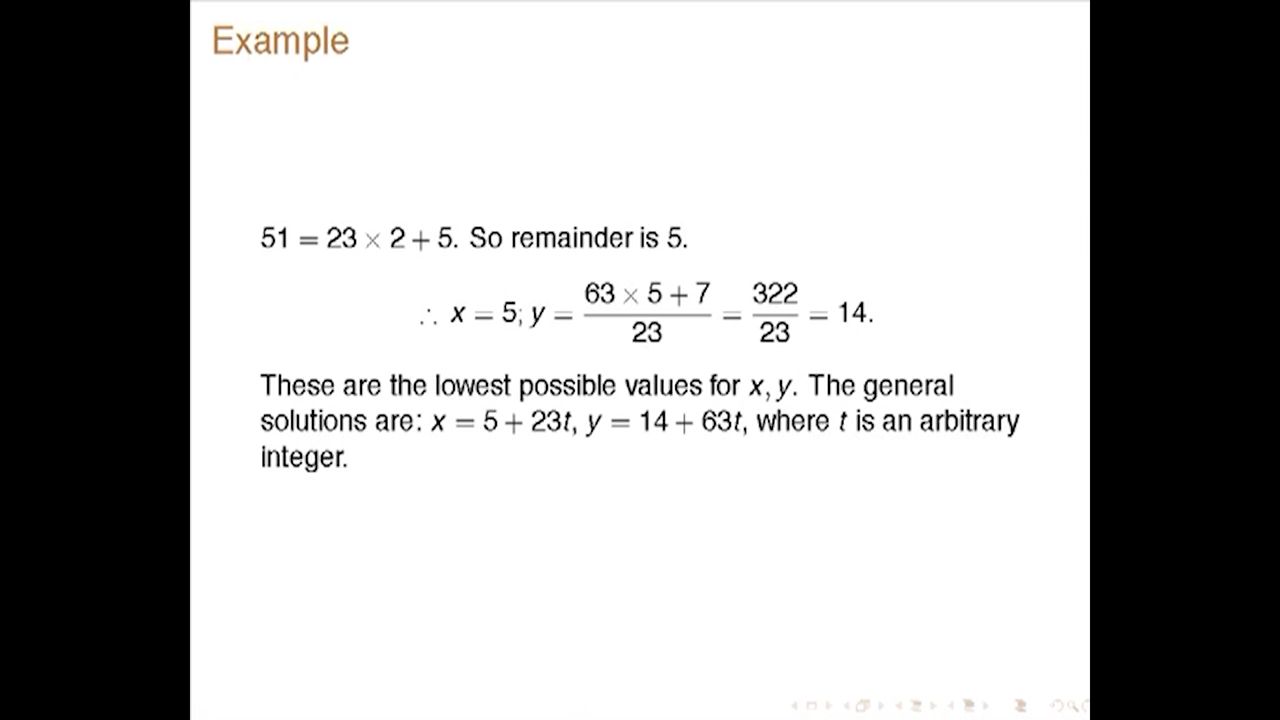 Example
51 = 23 × 2 + 5. So remainder is 5.
∴ x = 5; y = (63 × 5 + 7)/23 = 322/23 = 14.
These are the lowest possible values for x, y. The general
solutions are: x = 5 + 23t, y = 14 + 63t, where t is an arbitrary
integer.